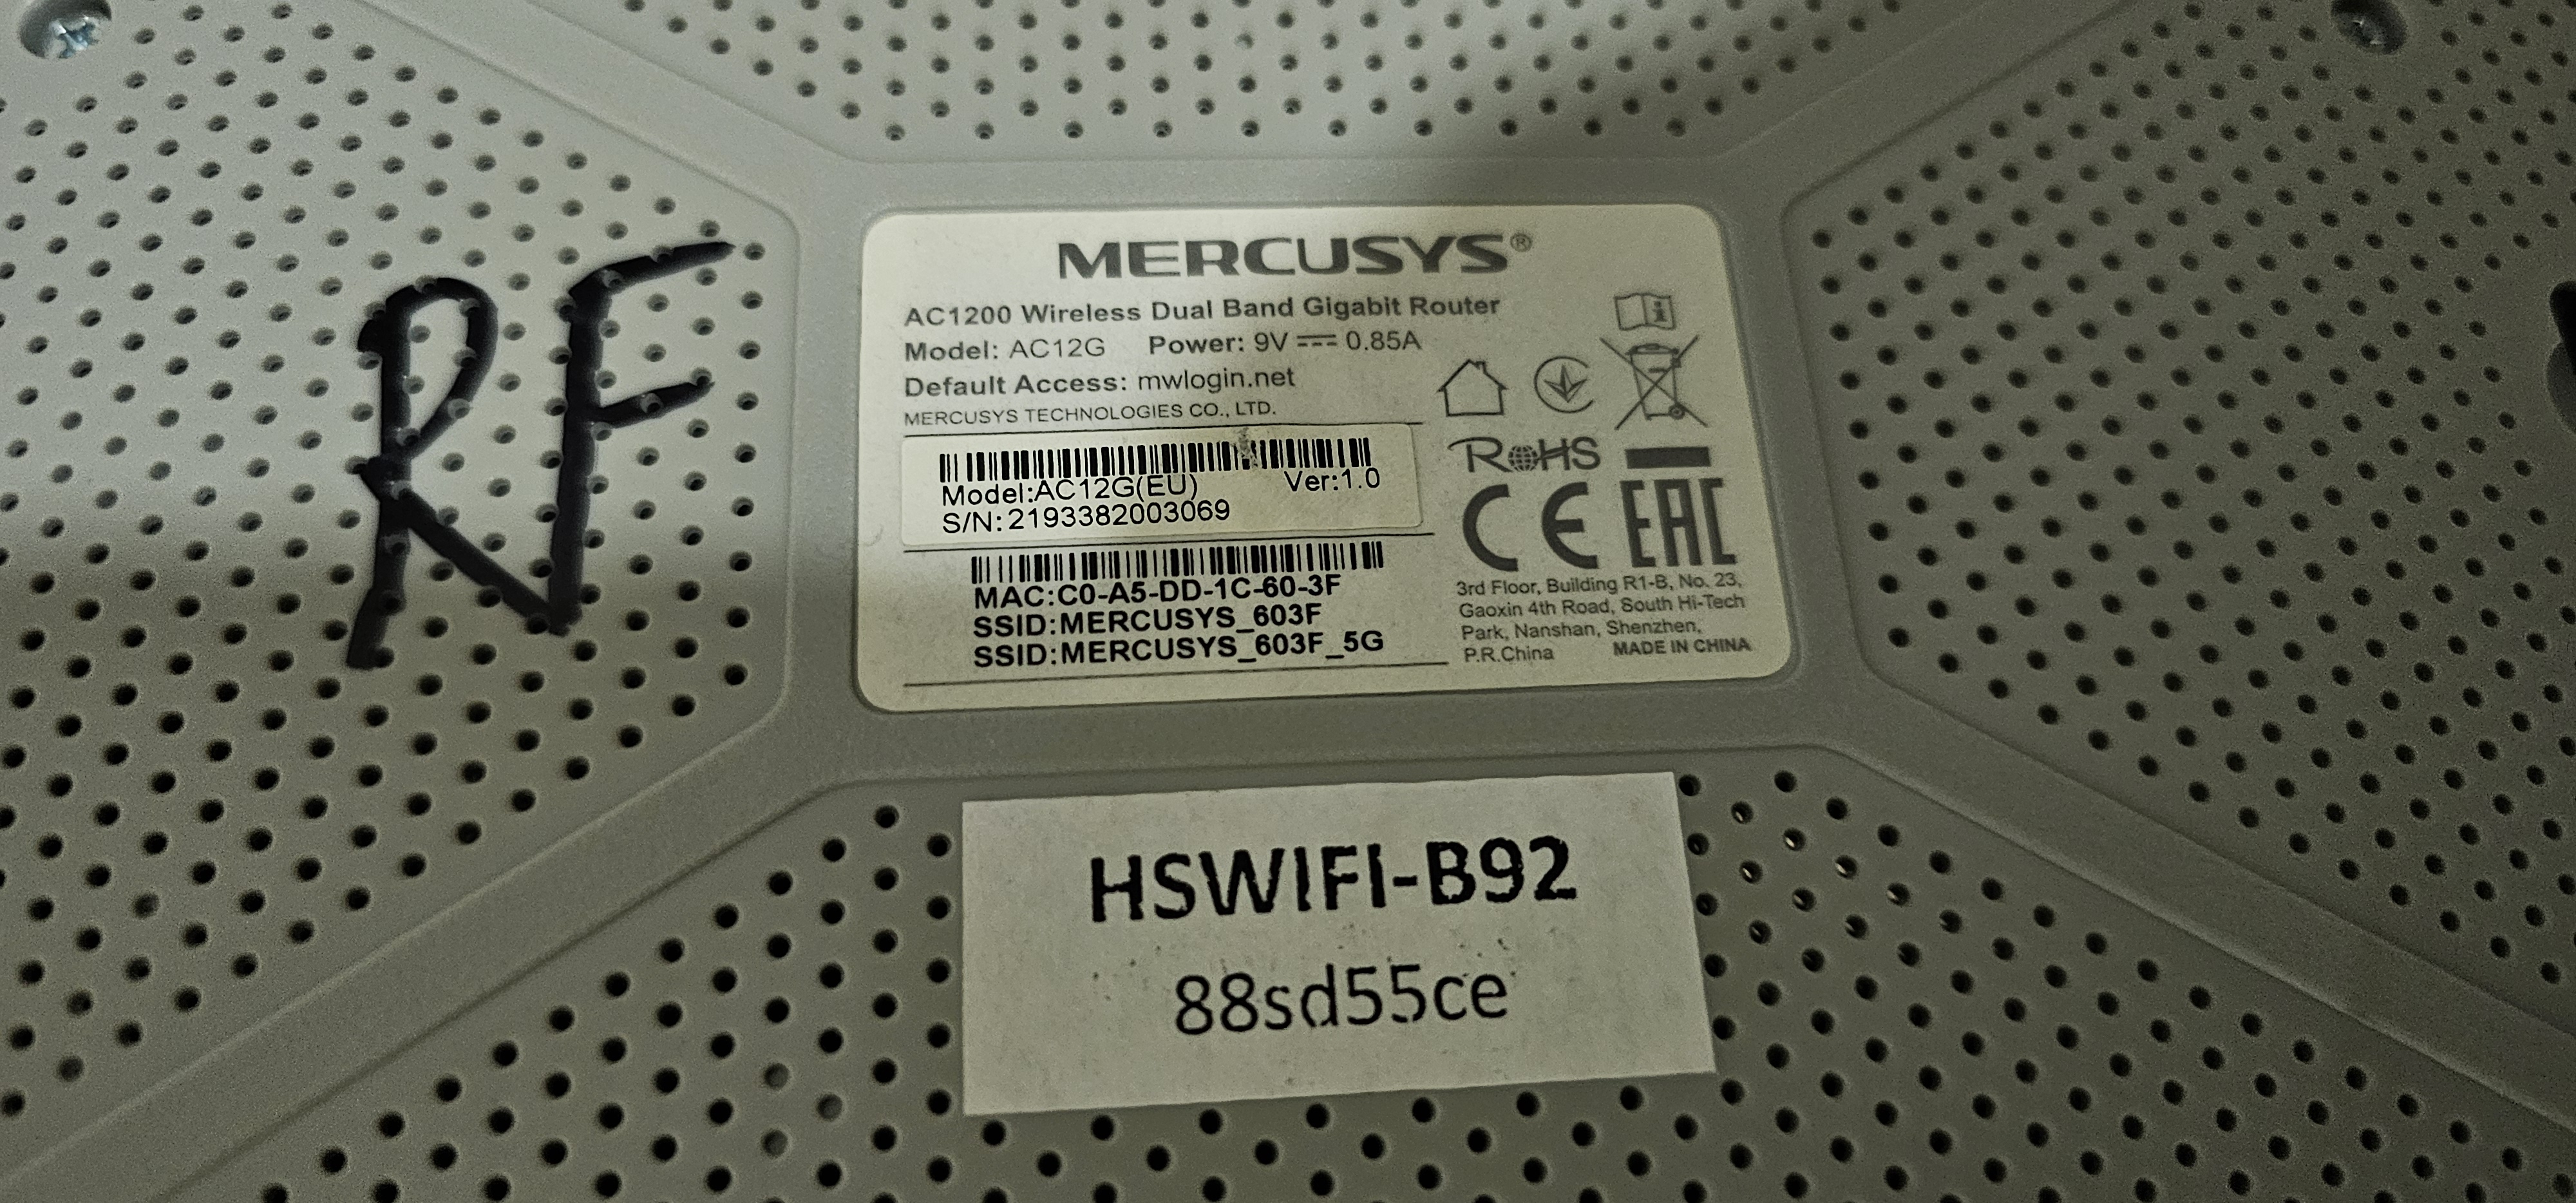 RF
MERCUSYS®
AC1200 Wireless Dual Band Gigabit Router
Model: AC12G Power: 9V ⎓ 0.85A
Default Access: mwlogin.net
MERCUSYS TECHNOLOGIES CO., LTD.
Model:AC12G(EU) Ver:1.0
S/N:2193382003069
MAC:C0-A5-DD-1C-60-3F
SSID:MERCUSYS_603F
SSID:MERCUSYS_603F_5G
RoHS
CE EAC
3rd Floor, Building R1-B, No. 23,
Gaoxin 4th Road, South Hi-Tech
Park, Nanshan, Shenzhen,
P.R.China MADE IN CHINA
HSWIFI-B92
88sd55ce